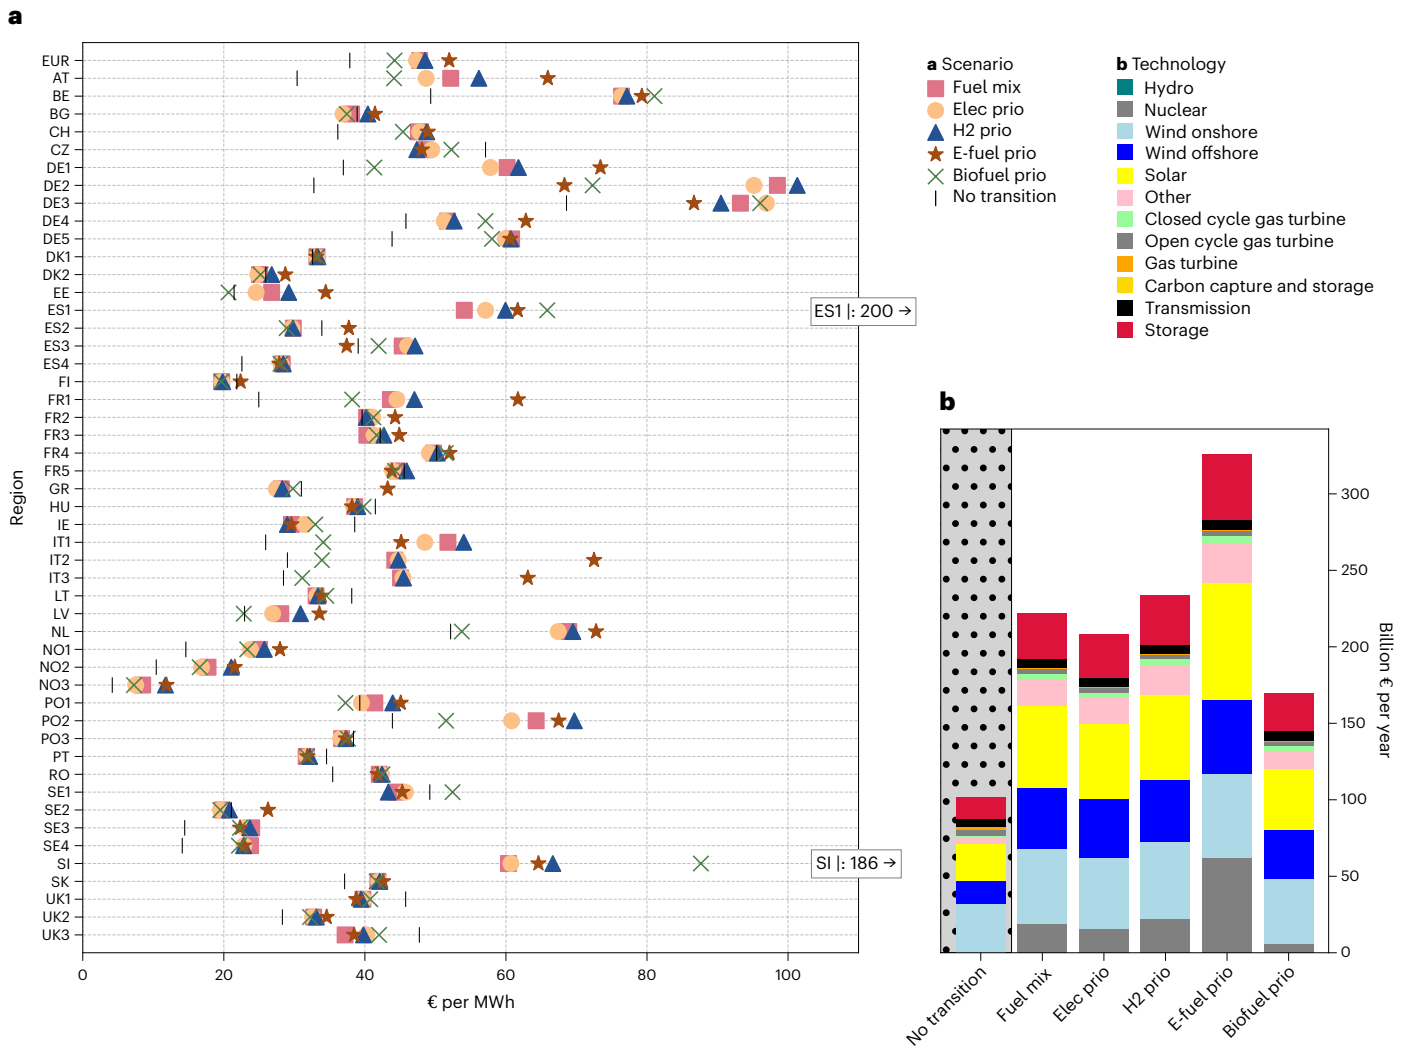 a
EUR
AT
BE
BG
CH
CZ
DE1
DE2
DE3
DE4
DE5
DK1
DK2
EE
ES1
ES2
ES3
ES4
FI
FR1
FR2
FR3
FR4
FR5
GR
HU
IE
IT1
IT2
IT3
LT
LV
NL
NO1
NO2
NO3
PO1
PO2
PO3
PT
RO
SE1
SE2
SE3
SE4
SI
SK
UK1
UK2
UK3
Region
0 20 40 60 80 100
€ per MWh
ES1 |: 200 →
SI |: 186 →
a Scenario
Fuel mix
Elec prio
H2 prio
E-fuel prio
Biofuel prio
No transition
b Technology
Hydro
Nuclear
Wind onshore
Wind offshore
Solar
Other
Closed cycle gas turbine
Open cycle gas turbine
Gas turbine
Carbon capture and storage
Transmission
Storage
b
300
250
200
150
100
50
0
Billion € per year
No transition
Fuel mix
Elec prio
H2 prio
E-fuel prio
Biofuel prio